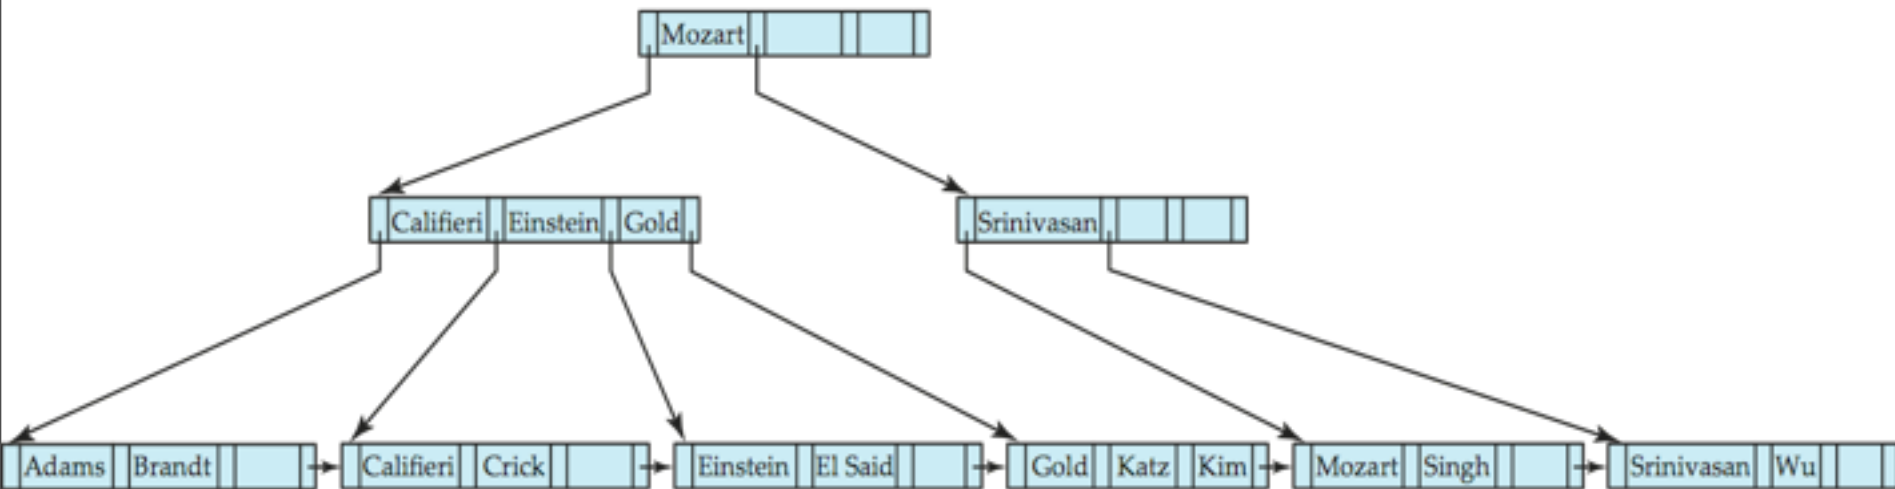 Mozart
Califieri Einstein Gold Srinivasan
Adams Brandt Califieri Crick Einstein El Said Gold Katz Kim Mozart Singh Srinivasan Wu